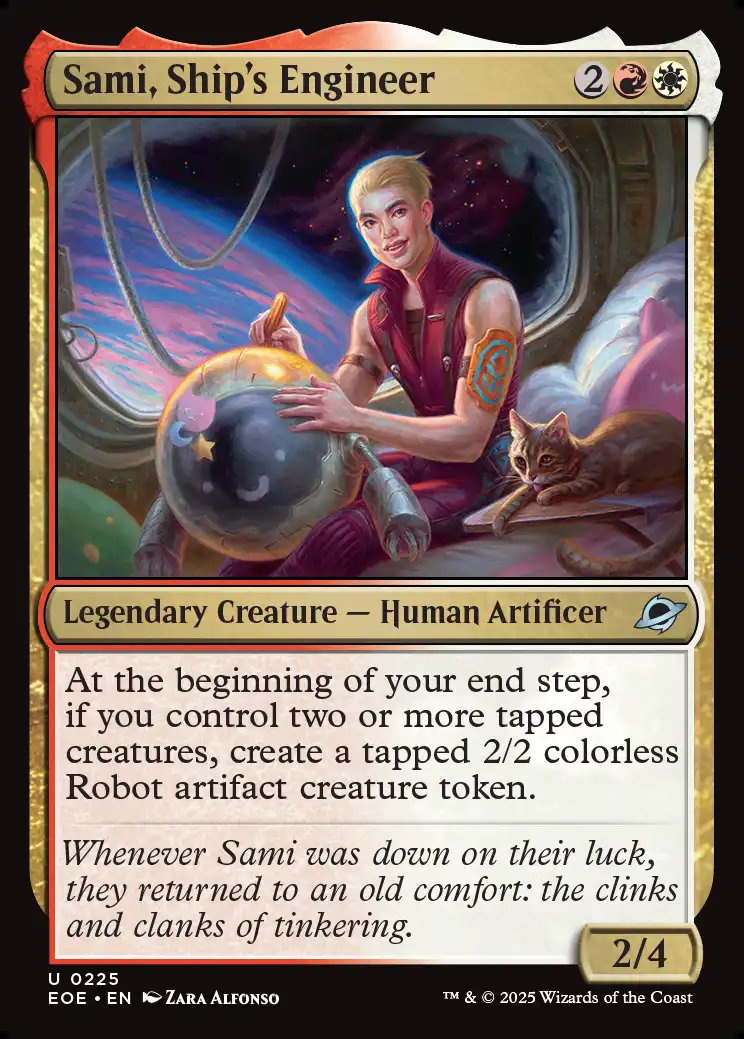 Sami, Ship's Engineer 2
Legendary Creature — Human Artificer
At the beginning of your end step,
if you control two or more tapped
creatures, create a tapped 2/2 colorless
Robot artifact creature token.
Whenever Sami was down on their luck,
they returned to an old comfort: the clinks
and clanks of tinkering.
2/4
U 0225
EOE • EN Zara Alfonso
™ & © 2025 Wizards of the Coast